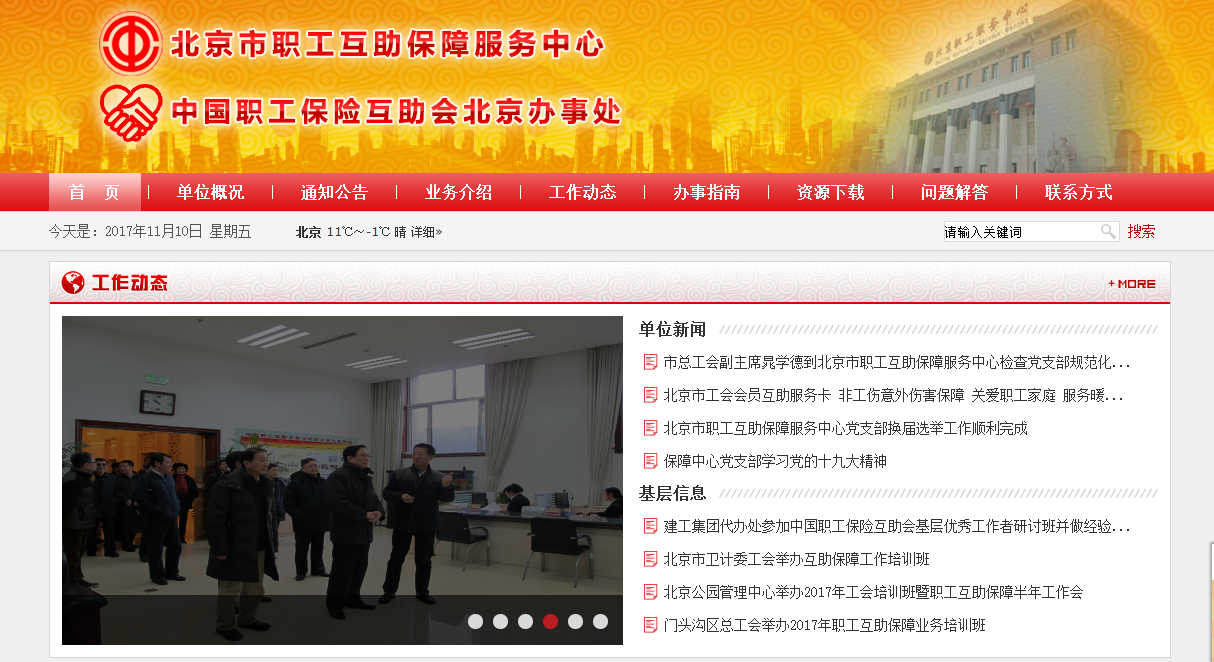 北京市职工互助保障服务中心
中国职工保险互助会北京办事处
北京职工服务中心
首 页 单位概况 通知公告 业务介绍 工作动态 办事指南 资源下载 问题解答 联系方式
今天是：2017年11月10日 星期五 北京 11℃～-1℃ 晴 详细» 请输入关键词 搜索
工作动态 +MORE
单位新闻
市总工会副主席晁学德到北京市职工互助保障服务中心检查党支部规范化...
北京市工会会员互助服务卡 非工伤意外伤害保障 关爱职工家庭 服务暖...
北京市职工互助保障服务中心党支部换届选举工作顺利完成
保障中心党支部学习党的十九大精神
基层信息
建工集团代办处参加中国职工保险互助会基层优秀工作者研讨班并做经验...
北京市卫计委工会举办互助保障工作培训班
北京公园管理中心举办2017年工会培训班暨职工互助保障半年工作会
门头沟区总工会举办2017年职工互助保障业务培训班